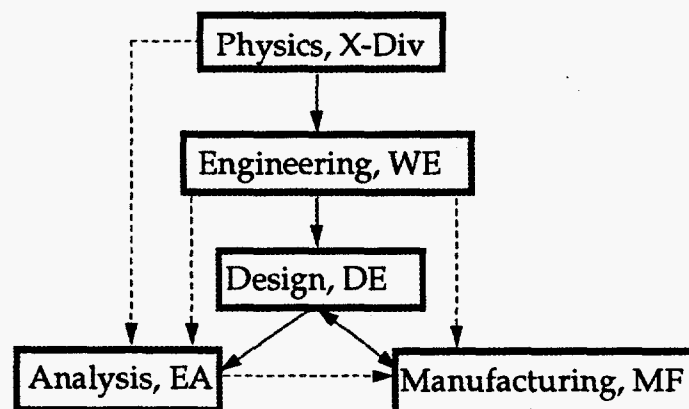 Physics, X-Div
Engineering, WE
Design, DE
Analysis, EA
Manufacturing, MF